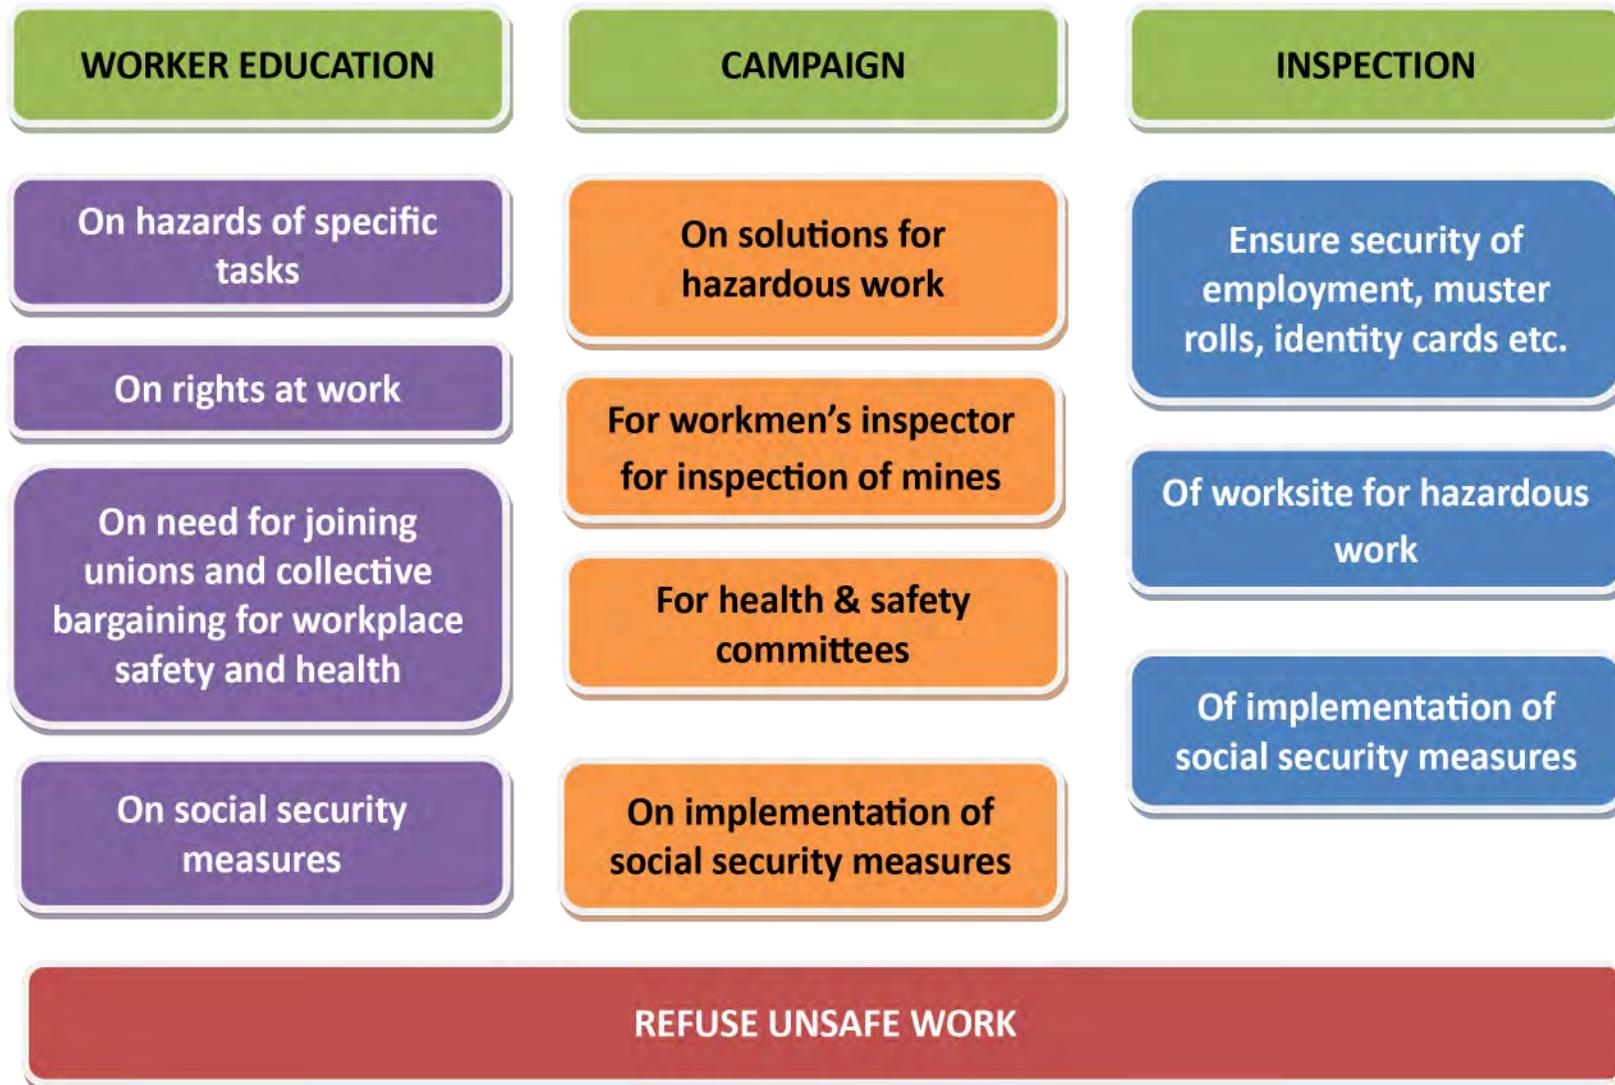 WORKER EDUCATION
On hazards of specific
tasks
On rights at work
On need for joining
unions and collective
bargaining for workplace
safety and health
On social security
measures
CAMPAIGN
On solutions for
hazardous work
For workmen’s inspector
for inspection of mines
For health & safety
committees
On implementation of
social security measures
INSPECTION
Ensure security of
employment, muster
rolls, identity cards etc.
Of worksite for hazardous
work
Of implementation of
social security measures
REFUSE UNSAFE WORK